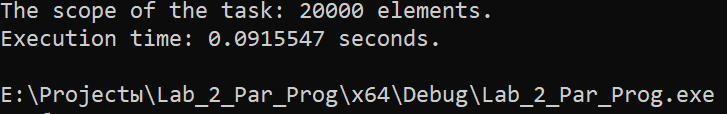 The scope of the task: 20000 elements.
Execution time: 0.0915547 seconds.
E:\Projectы\Lab_2_Par_Prog\x64\Debug\Lab_2_Par_Prog.exe